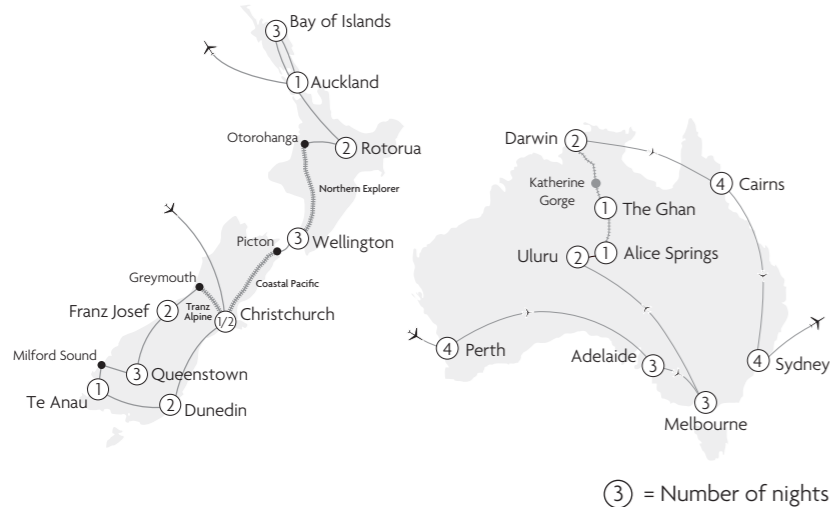 3
Bay of Islands
1
Auckland
Otorohanga
2
Rotorua
Northern Explorer
Picton
3
Wellington
Coastal Pacific
Greymouth
Franz Josef
2
Tranz
Alpine
1/2
Christchurch
Milford Sound
3
Queenstown
1
Te Anau
2
Dunedin
Darwin
2
4
Cairns
Katherine
Gorge
1
The Ghan
Uluru
2
1
Alice Springs
4
Perth
Adelaide
3
4
Sydney
3
Melbourne
3 = Number of nights